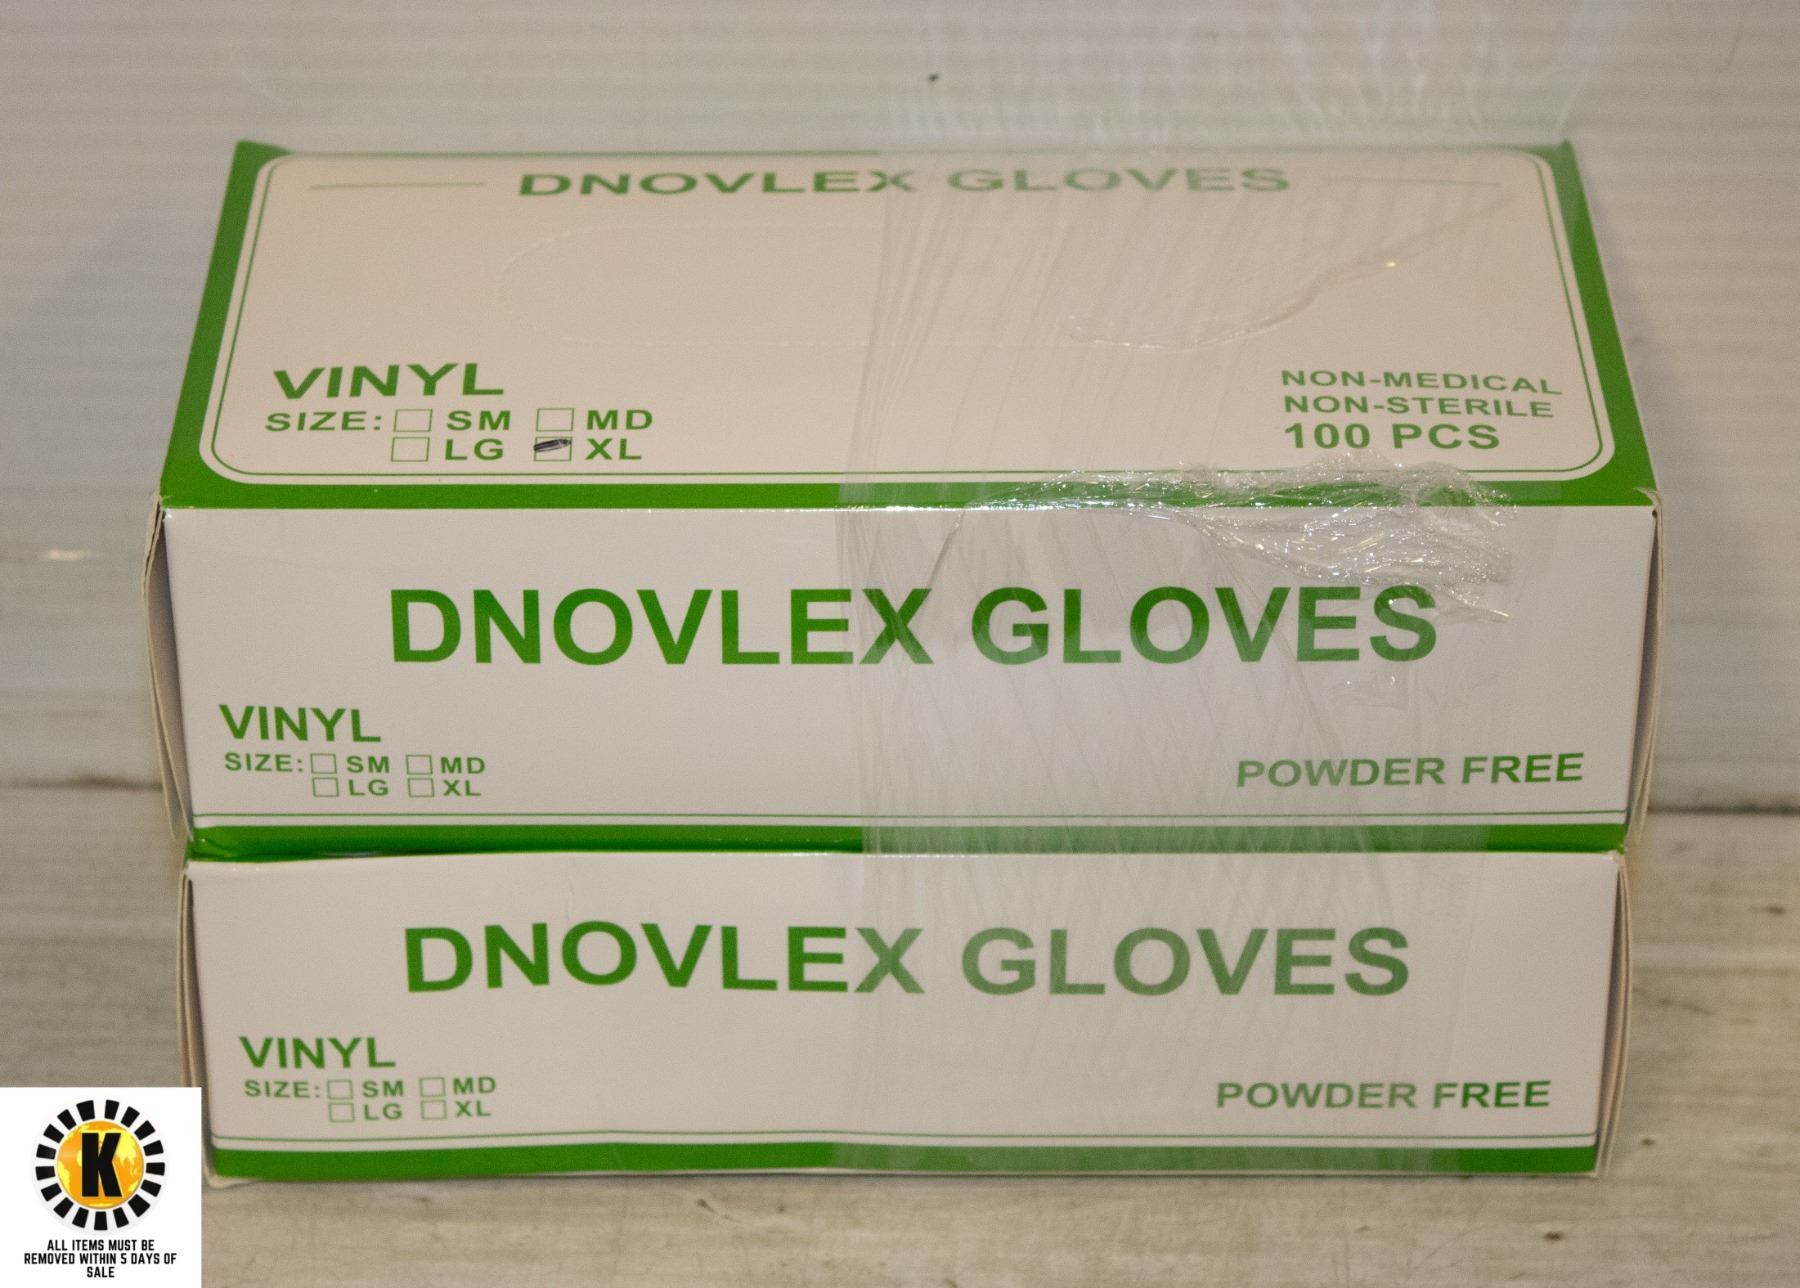 DNOVLEX GLOVES
VINYL
SIZE: SM MD
LG XL
NON-MEDICAL
NON-STERILE
100 PCS
DNOVLEX GLOVES
VINYL
SIZE: SM MD
LG XL
POWDER FREE
DNOVLEX GLOVES
VINYL
SIZE: SM MD
LG XL
POWDER FREE
K
ALL ITEMS MUST BE
REMOVED WITHIN 5 DAYS OF
SALE